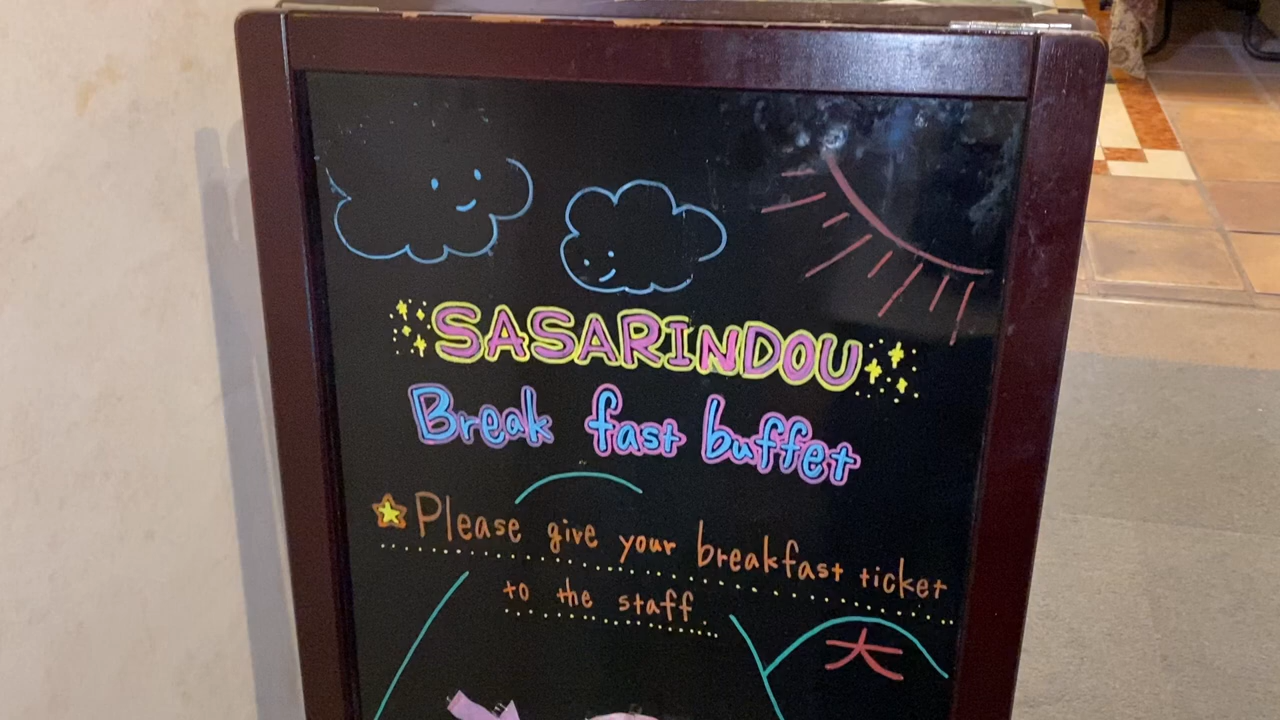 SASARINDOU
Break fast buffet
Please give your breakfast ticket
to the staff
大